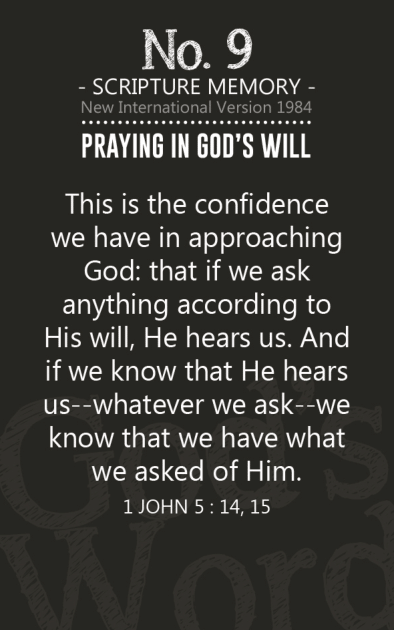 No. 9
- SCRIPTURE MEMORY -
New International Version 1984
PRAYING IN GOD'S WILL
This is the confidence
we have in approaching
God: that if we ask
anything according to
His will, He hears us. And
if we know that He hears
us--whatever we ask--we
know that we have what
we asked of Him.
1 JOHN 5 : 14, 15
God's
Word